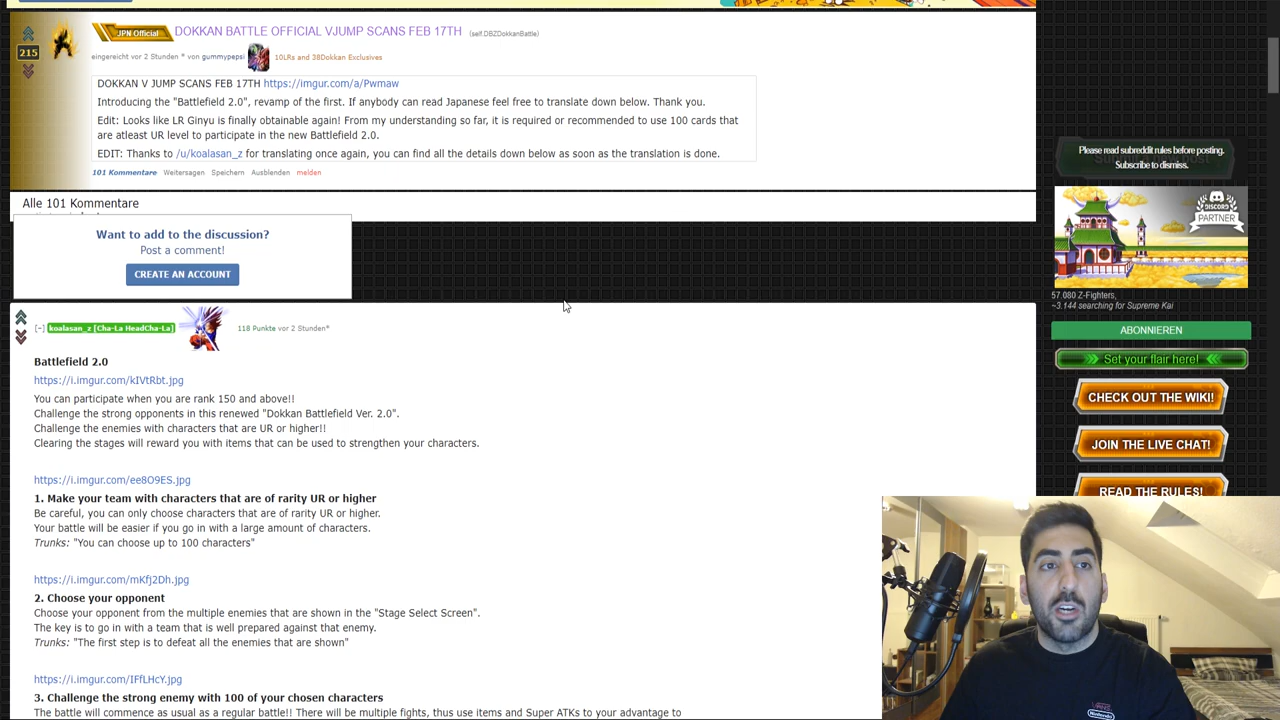 JPN Official DOKKAN BATTLE OFFICIAL VJUMP SCANS FEB 17TH (self.DBZDokkanBattle)
215
eingereicht vor 2 Stunden * von gummypepsi 10LRs and 38Dokkan Exclusives
DOKKAN V JUMP SCANS FEB 17TH https://imgur.com/a/Pwmaw
Introducing the "Battlefield 2.0", revamp of the first. If anybody can read Japanese feel free to translate down below. Thank you.
Edit: Looks like LR Ginyu is finally obtainable again! From my understanding so far, it is required or recommended to use 100 cards that
are atleast UR level to participate in the new Battlefield 2.0.
EDIT: Thanks to /u/koalasan_z for translating once again, you can find all the details down below as soon as the translation is done.
101 Kommentare Weitersagen Speichern Ausblenden melden
Alle 101 Kommentare
Want to add to the discussion?
Post a comment!
CREATE AN ACCOUNT
[−] koalasan_z [Cha-La HeadCha-La] 118 Punkte vor 2 Stunden*
Battlefield 2.0
https://i.imgur.com/kIVtRbt.jpg
You can participate when you are rank 150 and above!!
Challenge the strong opponents in this renewed "Dokkan Battlefield Ver. 2.0".
Challenge the enemies with characters that are UR or higher!!
Clearing the stages will reward you with items that can be used to strengthen your characters.
https://i.imgur.com/ee8O9ES.jpg
1. Make your team with characters that are of rarity UR or higher
Be careful, you can only choose characters that are of rarity UR or higher.
Your battle will be easier if you go in with a large amount of characters.
Trunks: "You can choose up to 100 characters"
https://i.imgur.com/mKfj2Dh.jpg
2. Choose your opponent
Choose your opponent from the multiple enemies that are shown in the "Stage Select Screen".
The key is to go in with a team that is well prepared against that enemy.
Trunks: "The first step is to defeat all the enemies that are shown"
https://i.imgur.com/IFfLHcY.jpg
3. Challenge the strong enemy with 100 of your chosen characters
The battle will commence as usual as a regular battle!! There will be multiple fights, thus use items and Super ATKs to your advantage to
Please read subreddit rules before posting.
Subscribe to dismiss.
DISCORD
PARTNER
57.080 Z-Fighters,
~3.144 searching for Supreme Kai
ABONNIEREN
Set your flair here!
CHECK OUT THE WIKI!
JOIN THE LIVE CHAT!
READ THE RULES!
Nintendo